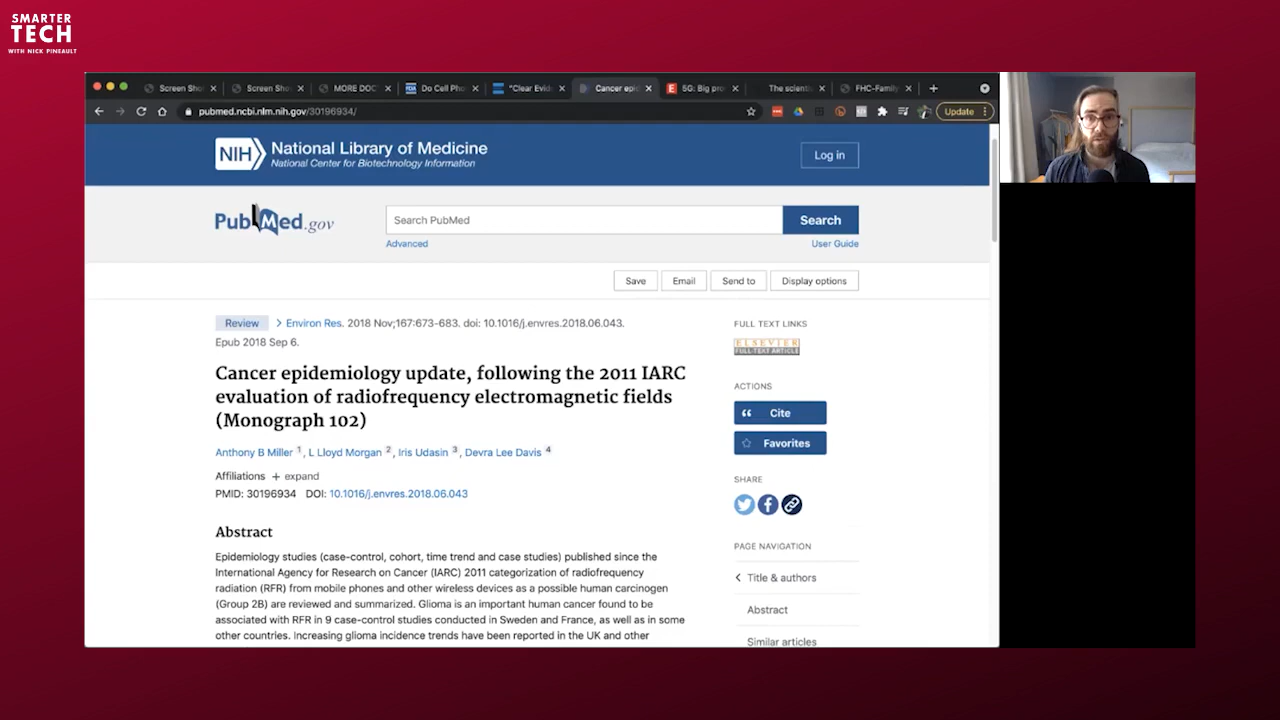 SMARTER
TECH
WITH NICK PINEAULT
Screen Sho
Screen Sho
MORE DOC
Do Cell Pho
"Clear Evid
Cancer epid
5G: Big pro
The scienti
FHC-Family
pubmed.ncbi.nlm.nih.gov/30196934/
Update
NIH
National Library of Medicine
National Center for Biotechnology Information
Log in
PubMed.gov
Search PubMed
Search
Advanced
User Guide
Save
Email
Send to
Display options
Review
Environ Res. 2018 Nov;167:673-683. doi: 10.1016/j.envres.2018.06.043.
Epub 2018 Sep 6.
Cancer epidemiology update, following the 2011 IARC
evaluation of radiofrequency electromagnetic fields
(Monograph 102)
Anthony B Miller 1, L Lloyd Morgan 2, Iris Udasin 3, Devra Lee Davis 4
Affiliations + expand
PMID: 30196934 DOI: 10.1016/j.envres.2018.06.043
Abstract
Epidemiology studies (case-control, cohort, time trend and case studies) published since the
International Agency for Research on Cancer (IARC) 2011 categorization of radiofrequency
radiation (RFR) from mobile phones and other wireless devices as a possible human carcinogen
(Group 2B) are reviewed and summarized. Glioma is an important human cancer found to be
associated with RFR in 9 case-control studies conducted in Sweden and France, as well as in some
other countries. Increasing glioma incidence trends have been reported in the UK and other
FULL TEXT LINKS
ELSEVIER
FULL-TEXT ARTICLE
ACTIONS
Cite
Favorites
SHARE
PAGE NAVIGATION
Title & authors
Abstract
Similar articles